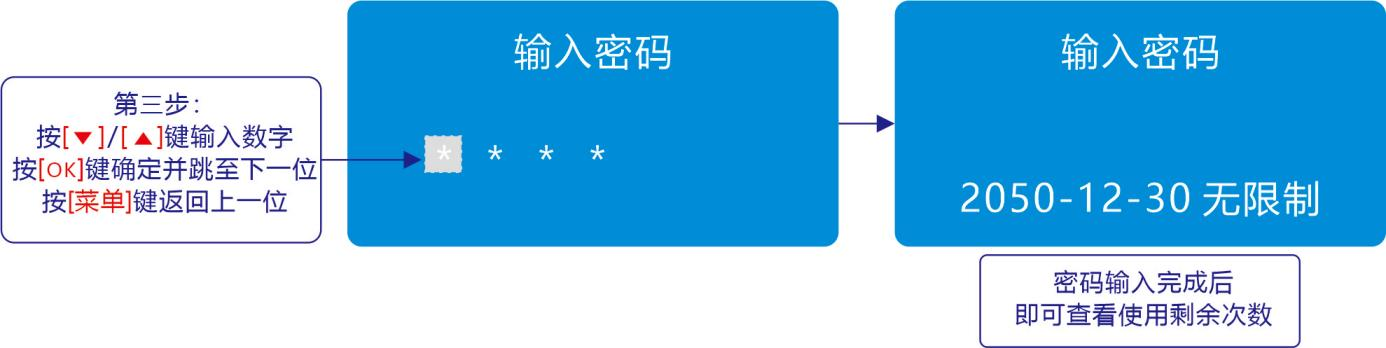 第三步：
按[▼]/[▲]键输入数字
按[OK]键确定并跳至下一位
按[菜单]键返回上一位
输入密码
* * * *
输入密码
2050-12-30 无限制
密码输入完成后
即可查看使用剩余次数